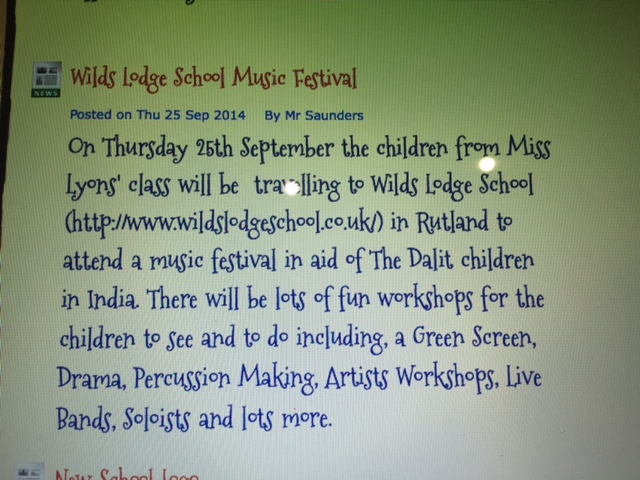 NEWS
Wilds Lodge School Music Festival
Posted on Thu 25 Sep 2014 By Mr Saunders
On Thursday 25th September the children from Miss
Lyons' class will be travelling to Wilds Lodge School
(http://www.wildslodgeschool.co.uk/) in Rutland to
attend a music festival in aid of The Dalit children
in India. There will be lots of fun workshops for the
children to see and to do including, a Green Screen,
Drama, Percussion Making, Artists Workshops, Live
Bands, Soloists and lots more.
New School Logo